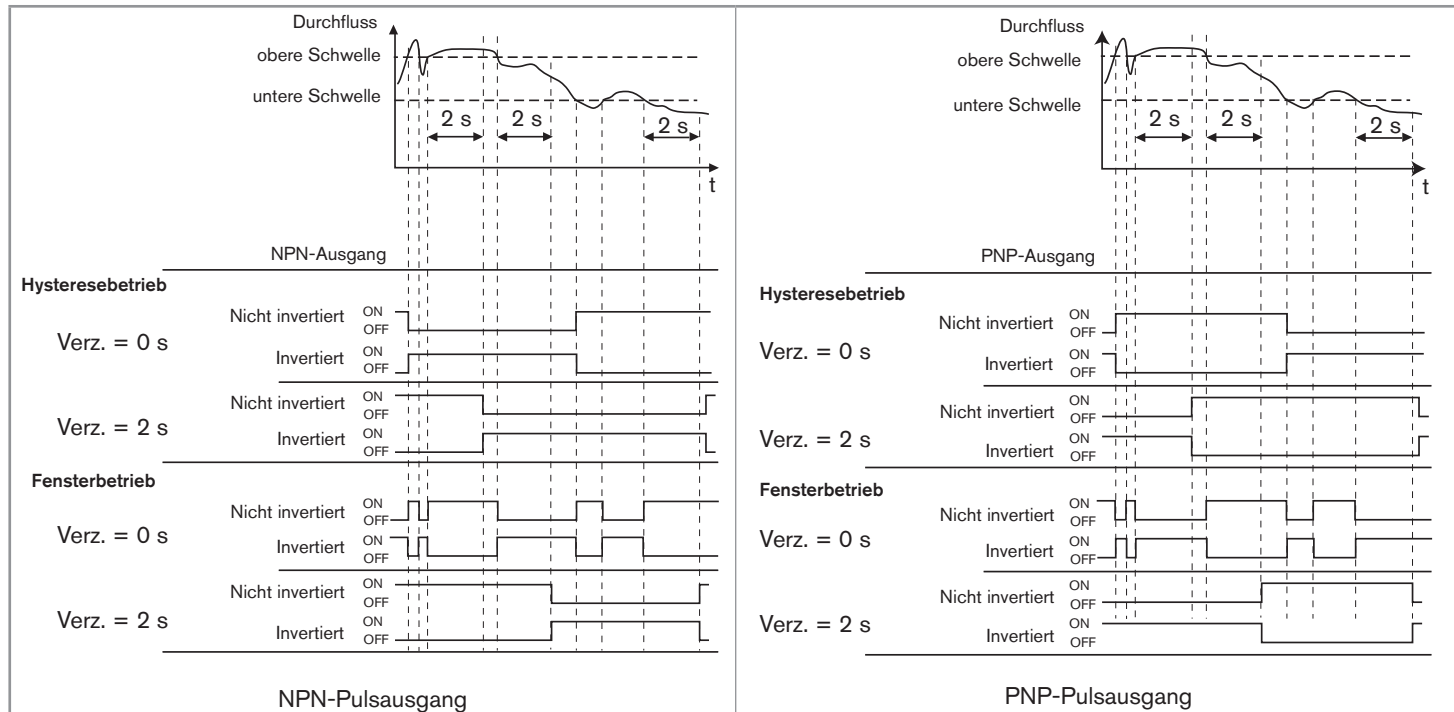 Durchfluss
obere Schwelle
untere Schwelle
2 s
2 s
2 s
t
NPN-Ausgang
Hysteresebetrieb
Verz. = 0 s
Nicht invertiert ON
OFF
Invertiert ON
OFF
Verz. = 2 s
Nicht invertiert ON
OFF
Invertiert ON
OFF
Fensterbetrieb
Verz. = 0 s
Nicht invertiert ON
OFF
Invertiert ON
OFF
Verz. = 2 s
Nicht invertiert ON
OFF
Invertiert ON
OFF
NPN-Pulsausgang
Durchfluss
obere Schwelle
untere Schwelle
2 s
2 s
2 s
t
PNP-Ausgang
Hysteresebetrieb
Verz. = 0 s
Nicht invertiert ON
OFF
Invertiert ON
OFF
Verz. = 2 s
Nicht invertiert ON
OFF
Invertiert ON
OFF
Fensterbetrieb
Verz. = 0 s
Nicht invertiert ON
OFF
Invertiert ON
OFF
Verz. = 2 s
Nicht invertiert ON
OFF
Invertiert ON
OFF
PNP-Pulsausgang